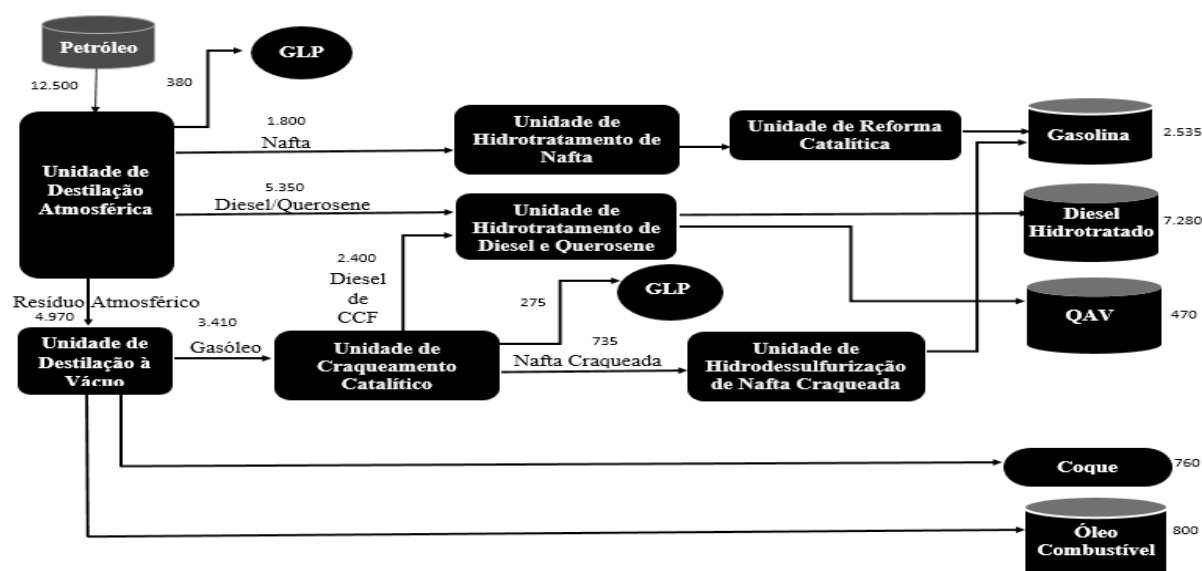 Petróleo
GLP
12.500
380
1.800
Nafta
Unidade de
Hidrotratamento de
Nafta
Unidade de Reforma
Catalítica
Gasolina
2.535
Unidade de
Destilação
Atmosférica
5.350
Diesel/Querosene
Unidade de
Hidrotratamento de
Diesel e Querosene
Diesel
Hidrotratado
7.280
2.400
Diesel
de
CCF
275
GLP
QAV
470
Resíduo Atmosférico
4.970
3.410
Gasóleo
Unidade de
Destilação à
Vácuo
Unidade de
Craqueamento
Catalítico
735
Nafta Craqueada
Unidade de
Hidrodessulfurização
de Nafta Craqueada
Coque
760
Óleo
Combustível
800